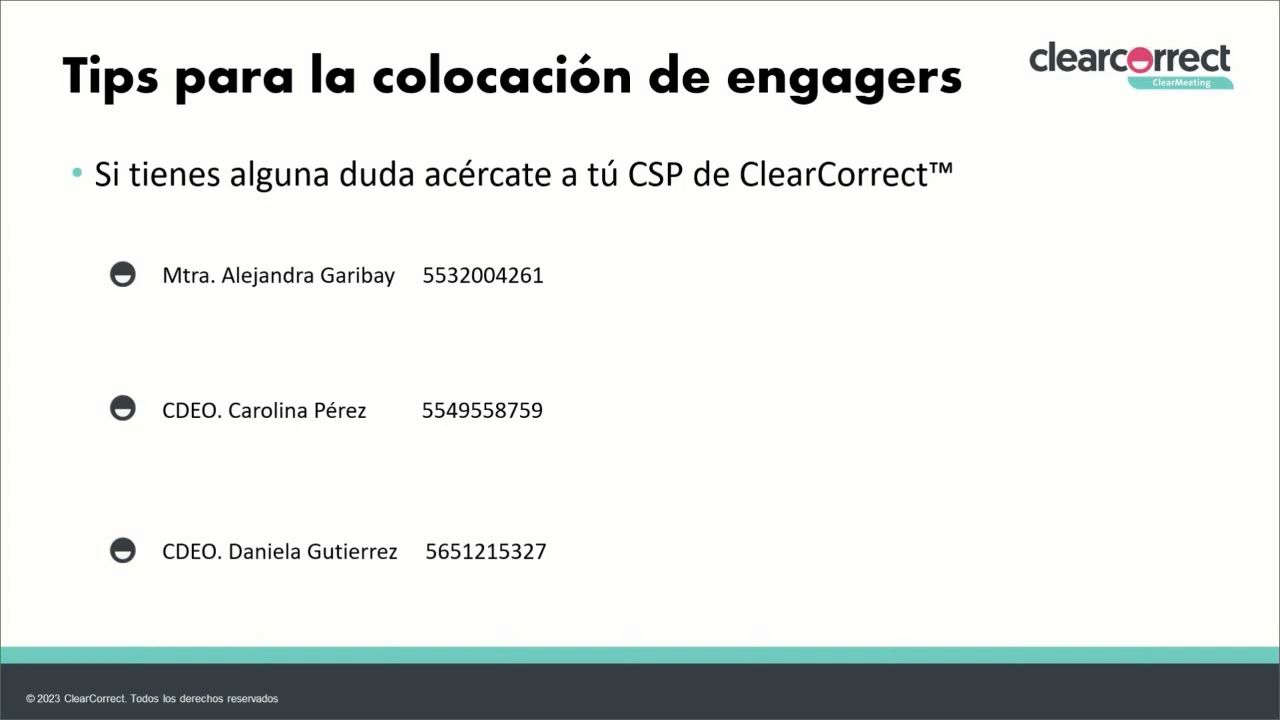 Tips para la colocación de engagers
clearcorrect
ClearMeeting
• Si tienes alguna duda acércate a tú CSP de ClearCorrect™
Mtra. Alejandra Garibay 5532004261
CDEO. Carolina Pérez 5549558759
CDEO. Daniela Gutierrez 5651215327
© 2023 ClearCorrect. Todos los derechos reservados